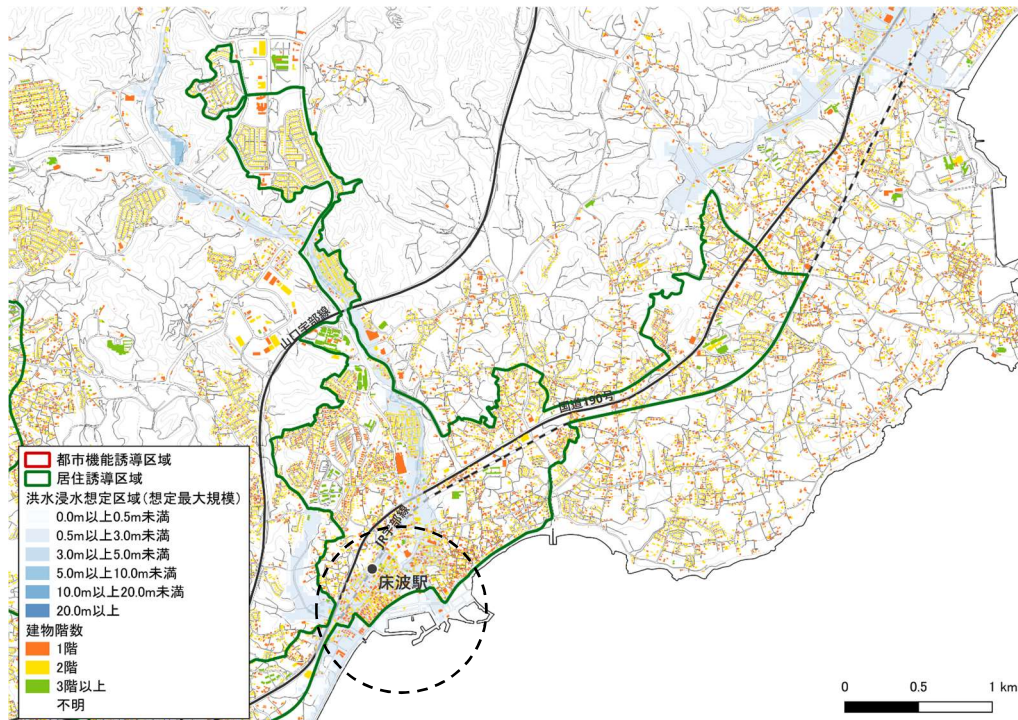 山口宇部線
国道190号
JR宇部線
床波駅
都市機能誘導区域
居住誘導区域
洪水浸水想定区域(想定最大規模)
0.0m以上0.5m未満
0.5m以上3.0m未満
3.0m以上5.0m未満
5.0m以上10.0m未満
10.0m以上20.0m未満
20.0m以上
建物階数
1階
2階
3階以上
不明
0 0.5 1 km